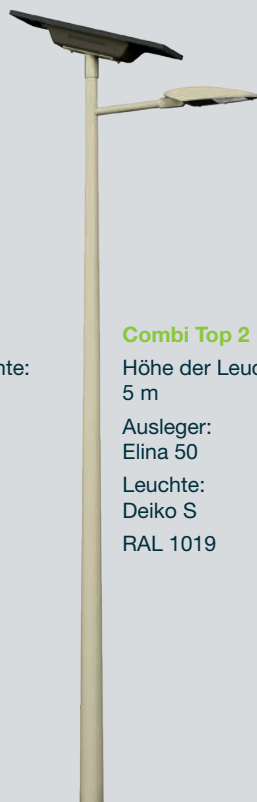 nte:
Combi Top 2
Höhe der Leuc
5 m
Ausleger:
Elina 50
Leuchte:
Deiko S
RAL 1019